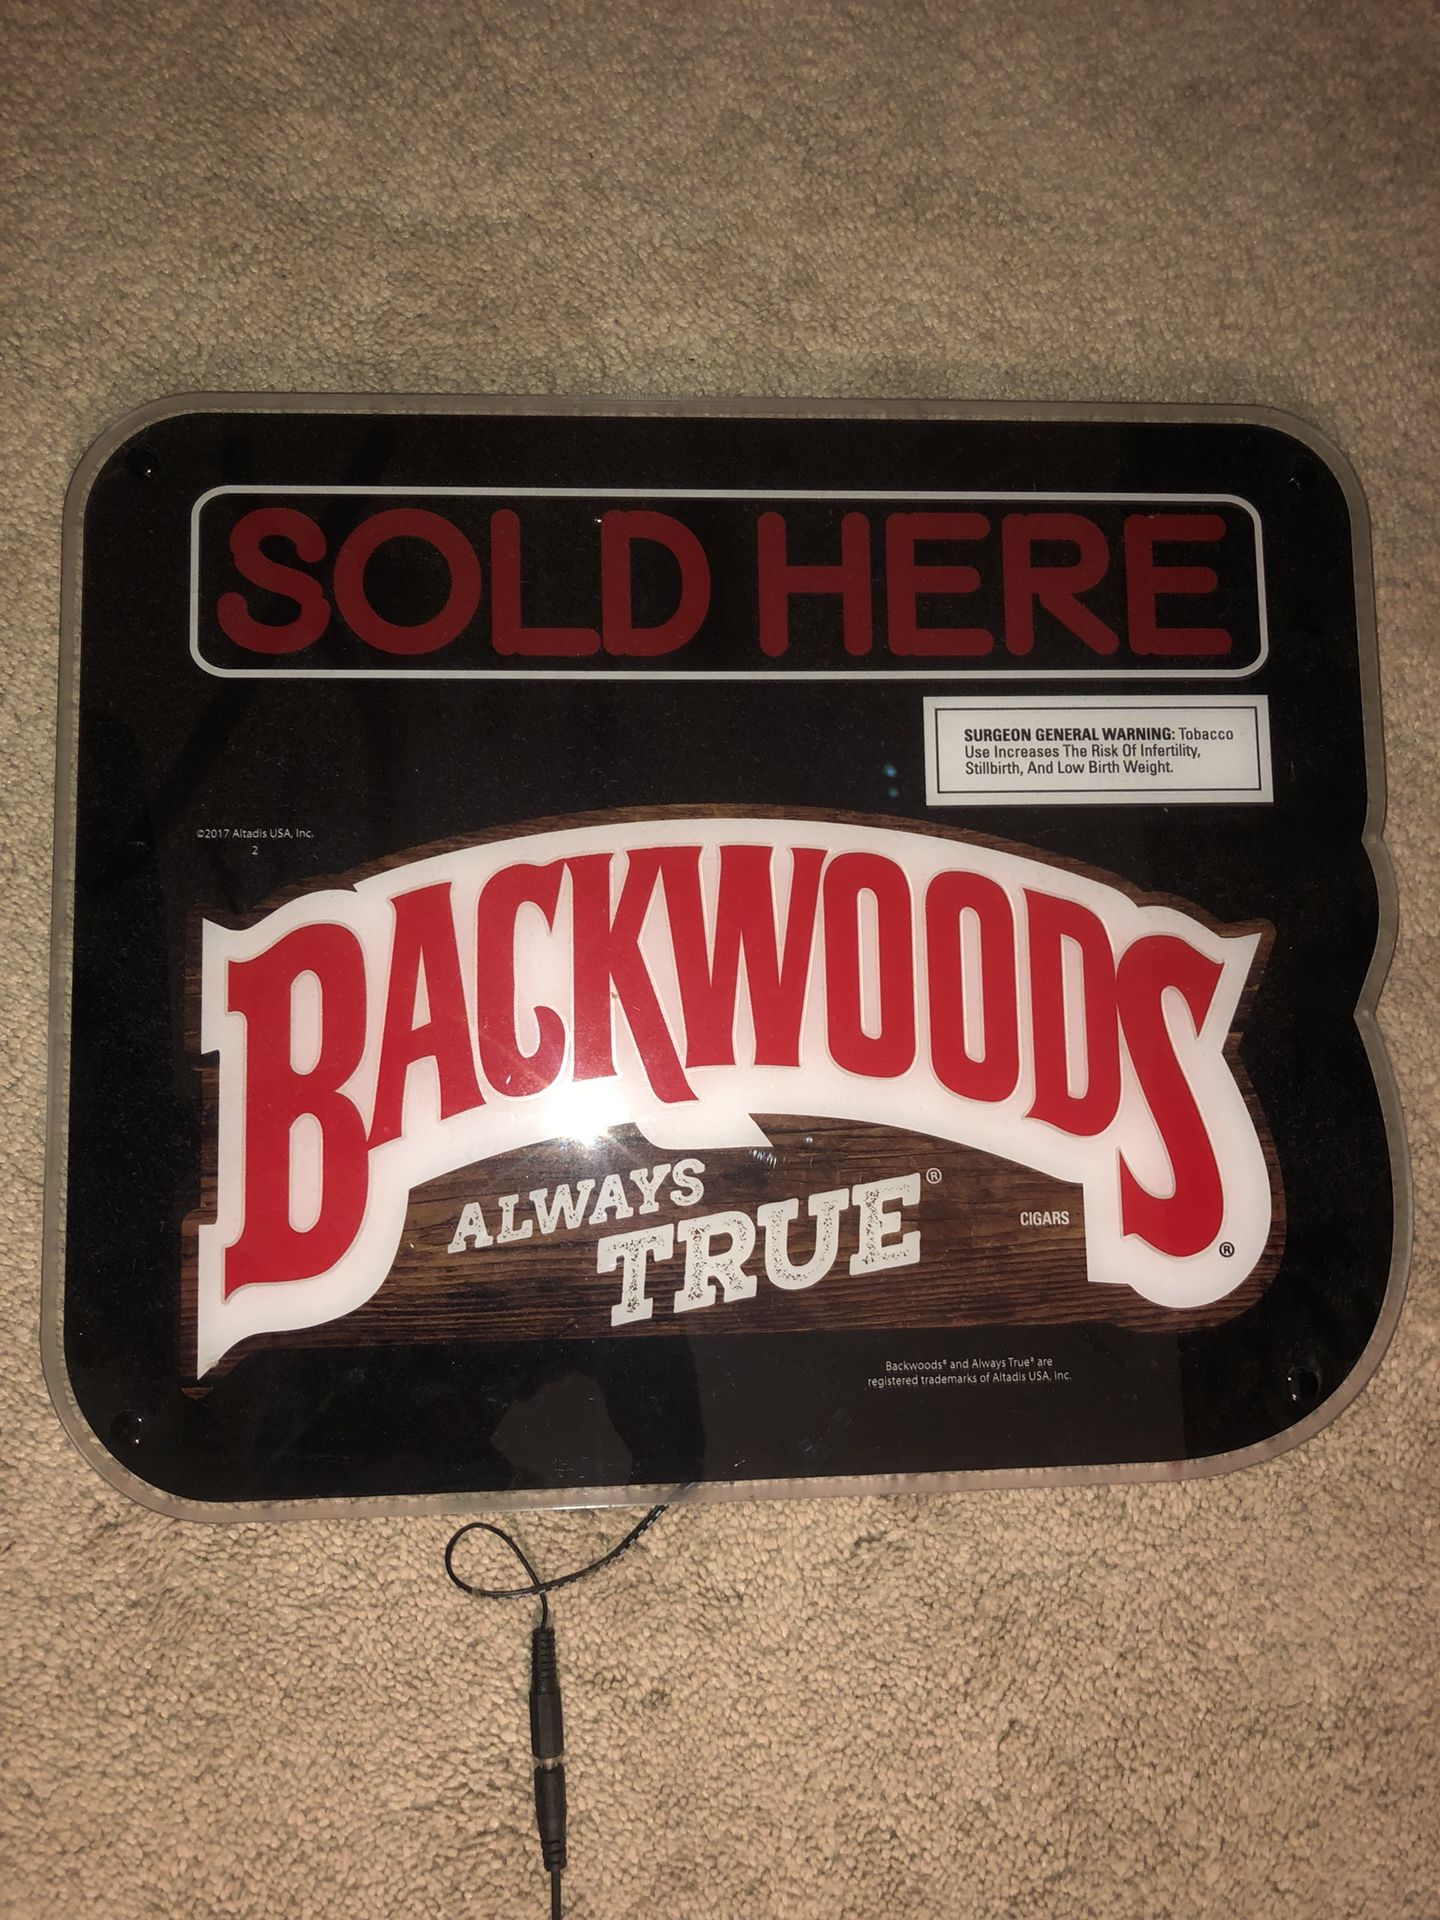 SOLD HERE
SURGEON GENERAL WARNING: Tobacco
Use Increases The Risk Of Infertility,
Stillbirth, And Low Birth Weight.
©2017 Altadis USA, Inc.
2
BACKWOODS®
ALWAYS
TRUE®
CIGARS
Backwoods® and Always True® are
registered trademarks of Altadis USA, Inc.